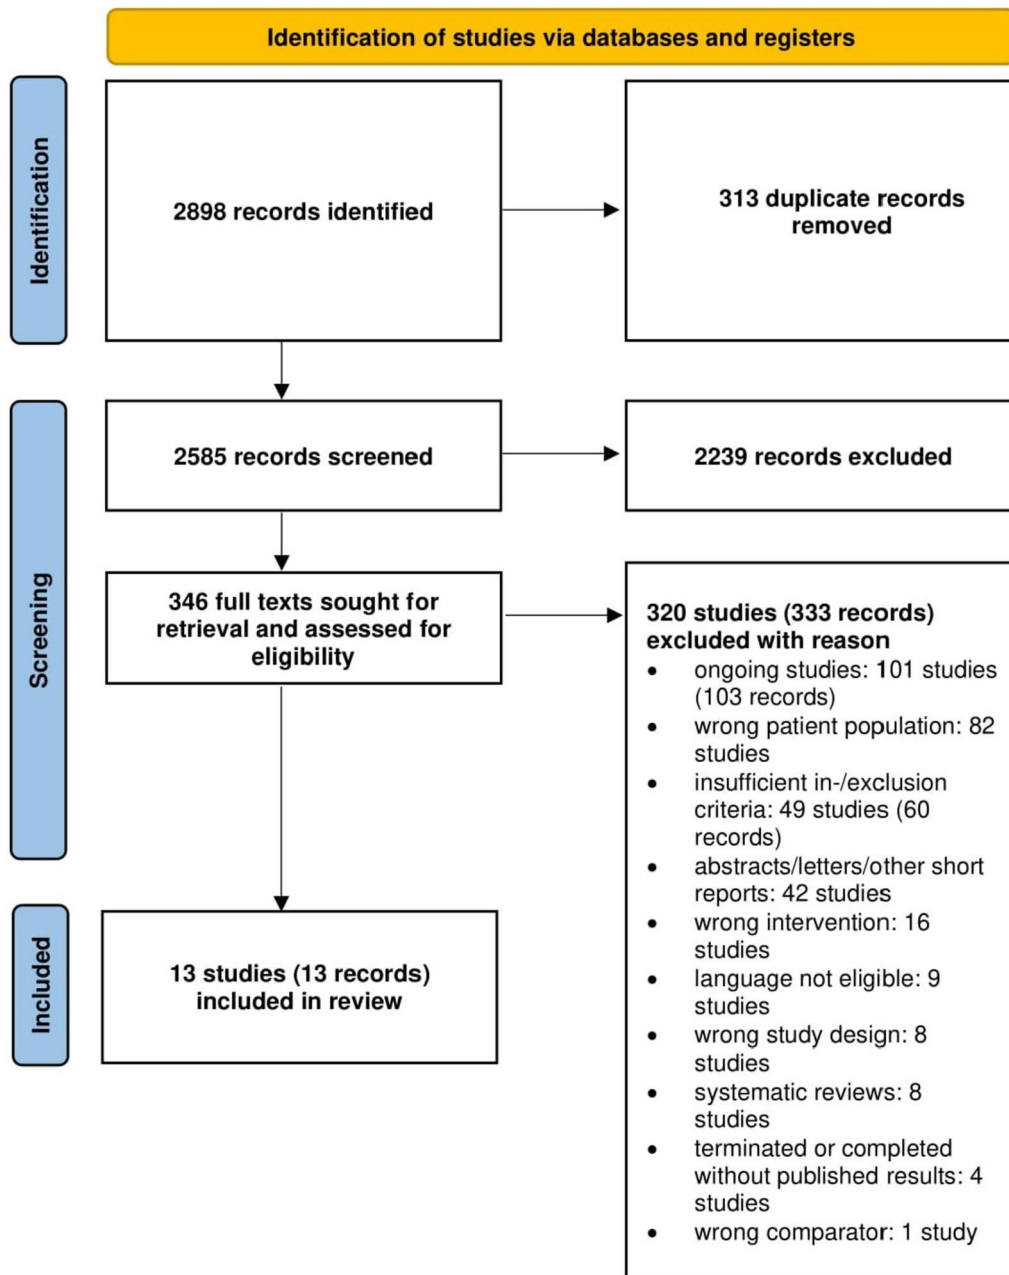 Identification of studies via databases and registers
Identification
2898 records identified
313 duplicate records
removed
Screening
2585 records screened
2239 records excluded
346 full texts sought for
retrieval and assessed for
eligibility
320 studies (333 records)
excluded with reason
• ongoing studies: 101 studies
(103 records)
• wrong patient population: 82
studies
• insufficient in-/exclusion
criteria: 49 studies (60
records)
• abstracts/letters/other short
reports: 42 studies
• wrong intervention: 16
studies
• language not eligible: 9
studies
• wrong study design: 8
studies
• systematic reviews: 8
studies
• terminated or completed
without published results: 4
studies
• wrong comparator: 1 study
Included
13 studies (13 records)
included in review